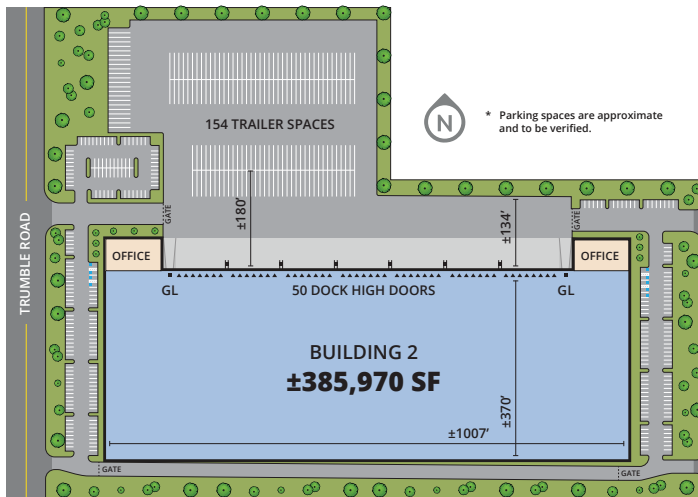 154 TRAILER SPACES
N
* Parking spaces are approximate
and to be verified.
±180’
±134’
GATE
GATE
TRUMBLE ROAD
OFFICE
OFFICE
GL
50 DOCK HIGH DOORS
GL
BUILDING 2
±385,970 SF
±370’
±1007’
GATE
GATE